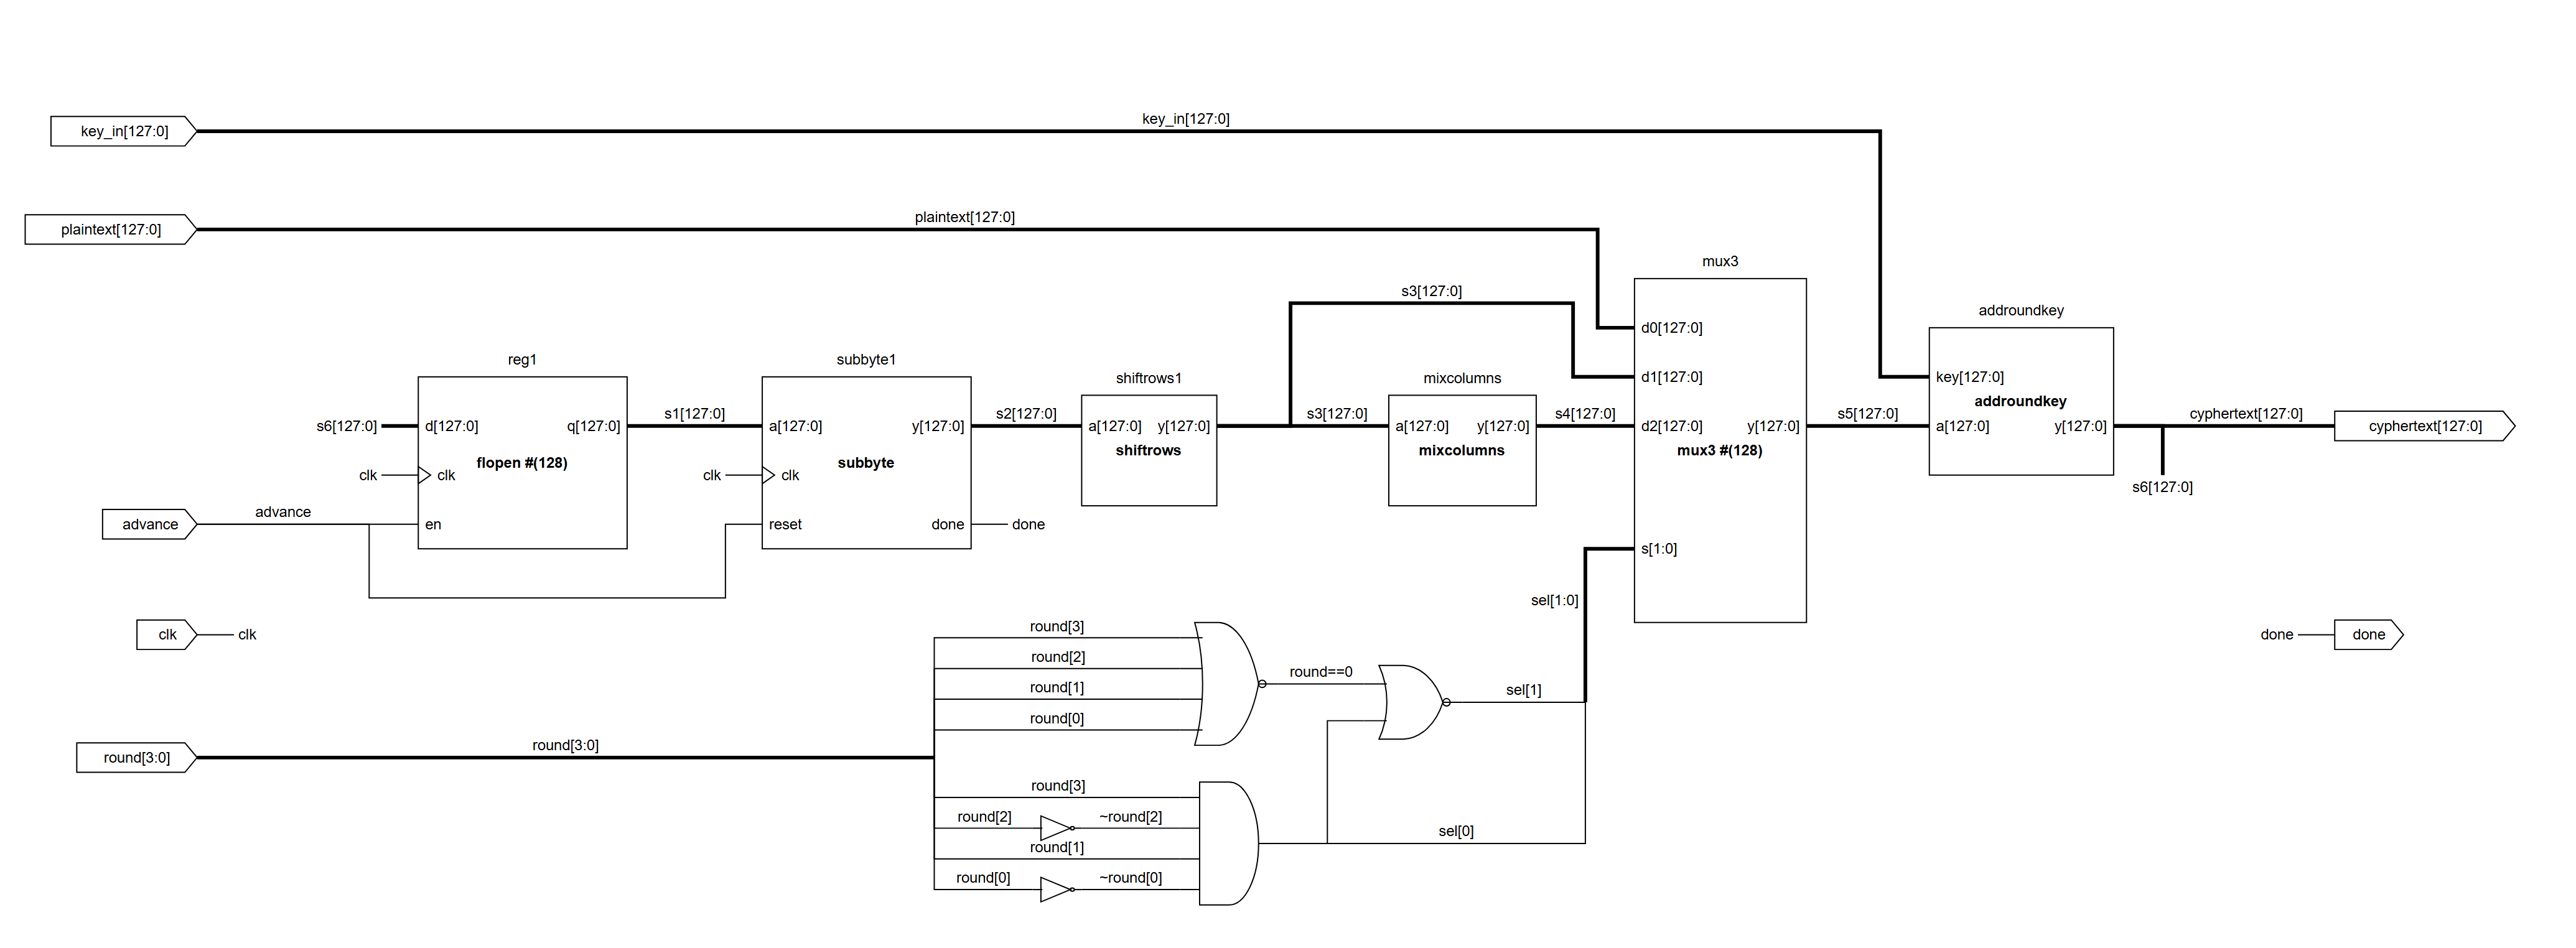 key_in[127:0]
key_in[127:0]
plaintext[127:0]
plaintext[127:0]
mux3
s3[127:0]
addroundkey
d0[127:0]
reg1
subbyte1
shiftrows1
mixcolumns
d1[127:0]
key[127:0]
addroundkey
s6[127:0]
d[127:0]
q[127:0]
s1[127:0]
a[127:0]
y[127:0]
s2[127:0]
a[127:0]
y[127:0]
s3[127:0]
a[127:0]
y[127:0]
s4[127:0]
d2[127:0]
y[127:0]
s5[127:0]
a[127:0]
y[127:0]
cyphertext[127:0]
cyphertext[127:0]
flopen #(128)
subbyte
shiftrows
mixcolumns
mux3 #(128)
clk
clk
clk
clk
s6[127:0]
advance
advance
en
reset
done
done
s[1:0]
sel[1:0]
clk
clk
done
done
round[3]
round[2]
round[1]
round[0]
round==0
sel[1]
round[3:0]
round[3:0]
round[3]
round[2]
~round[2]
round[1]
round[0]
~round[0]
sel[0]